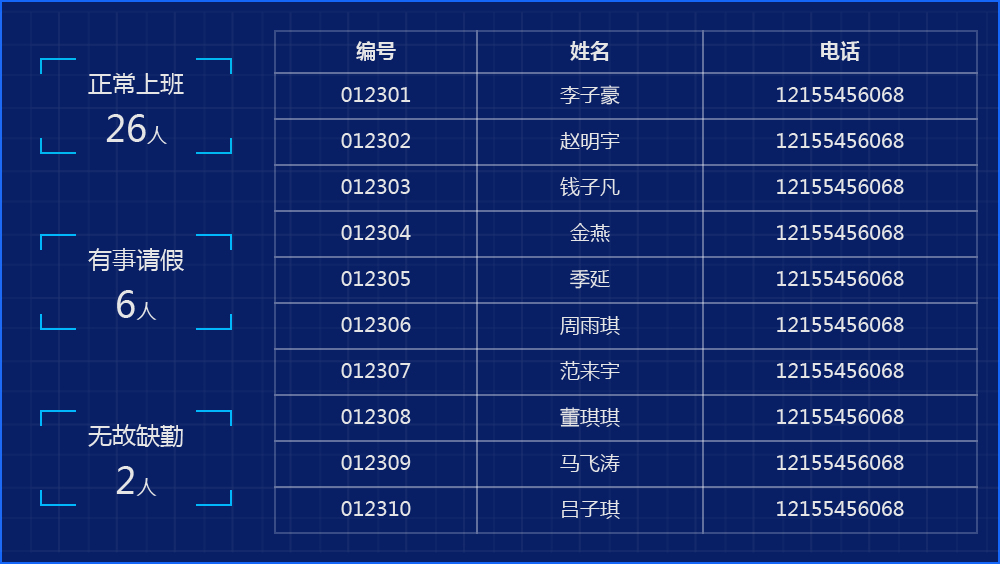 正常上班
26人
有事请假
6人
无故缺勤
2人
编号 姓名 电话
012301 李子豪 12155456068
012302 赵明宇 12155456068
012303 钱子凡 12155456068
012304 金燕 12155456068
012305 季延 12155456068
012306 周雨琪 12155456068
012307 范来宇 12155456068
012308 董琪琪 12155456068
012309 马飞涛 12155456068
012310 吕子琪 12155456068